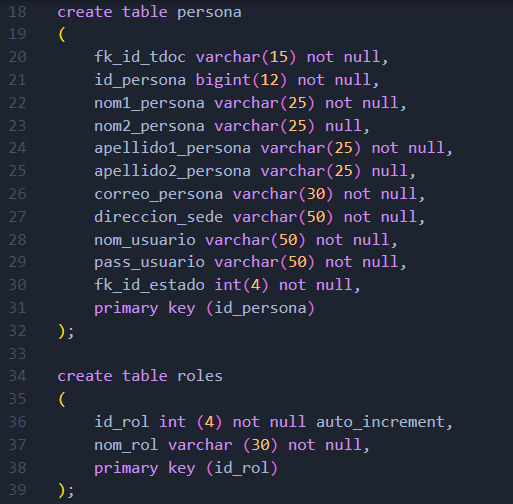 18 create table persona
19 (
20     fk_id_tdoc varchar(15) not null,
21     id_persona bigint(12) not null,
22     nom1_persona varchar(25) not null,
23     nom2_persona varchar(25) null,
24     apellido1_persona varchar(25) not null,
25     apellido2_persona varchar(25) null,
26     correo_persona varchar(30) not null,
27     direccion_sede varchar(50) not null,
28     nom_usuario varchar(50) not null,
29     pass_usuario varchar(50) not null,
30     fk_id_estado int(4) not null,
31     primary key (id_persona)
32 );
33
34 create table roles
35 (
36     id_rol int (4) not null auto_increment,
37     nom_rol varchar (30) not null,
38     primary key (id_rol)
39 );